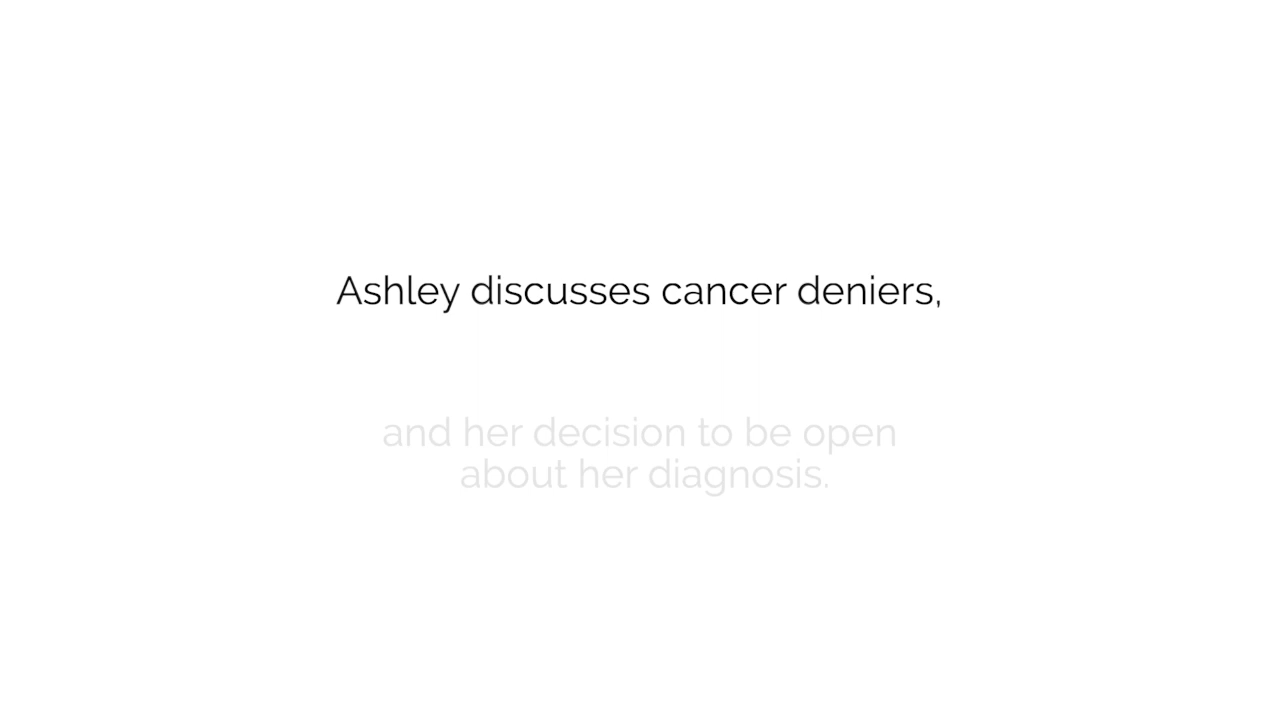 Ashley discusses cancer deniers,
and her decision to be open
about her diagnosis.